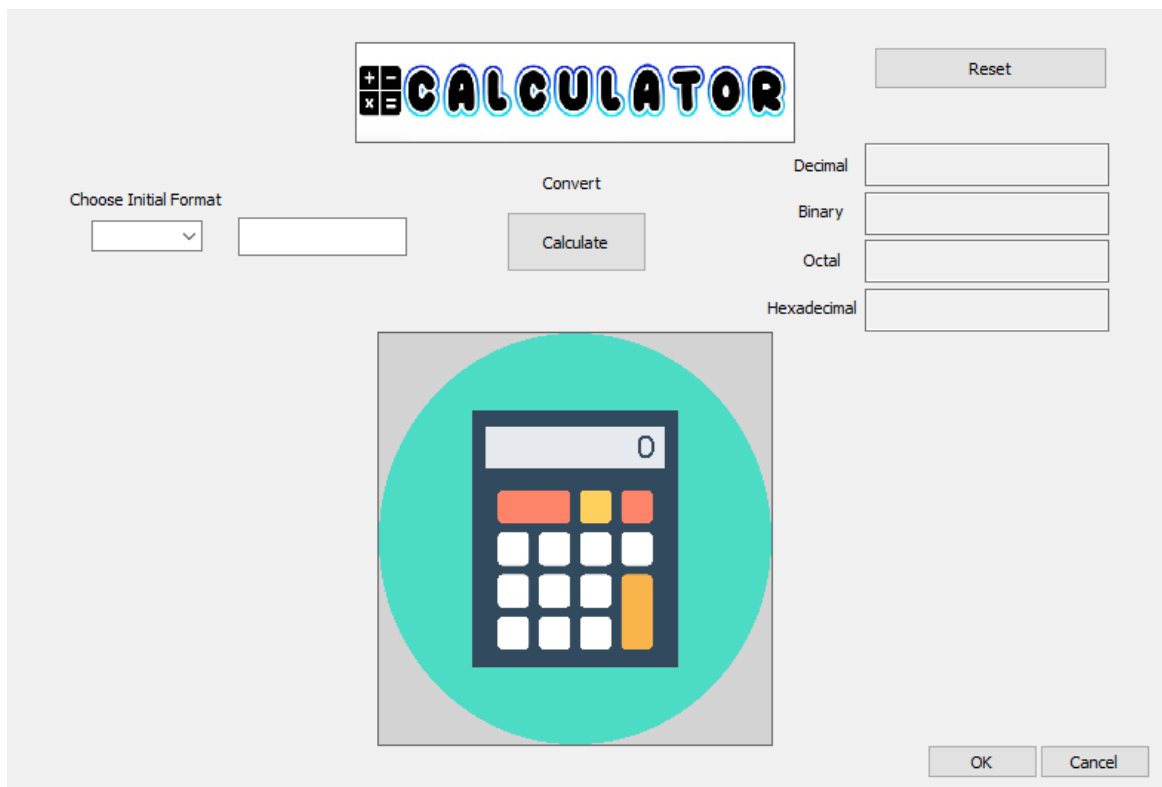 CALCULATOR
Reset
Decimal
Convert
Choose Initial Format
Binary
Calculate
Octal
Hexadecimal
0
OK
Cancel